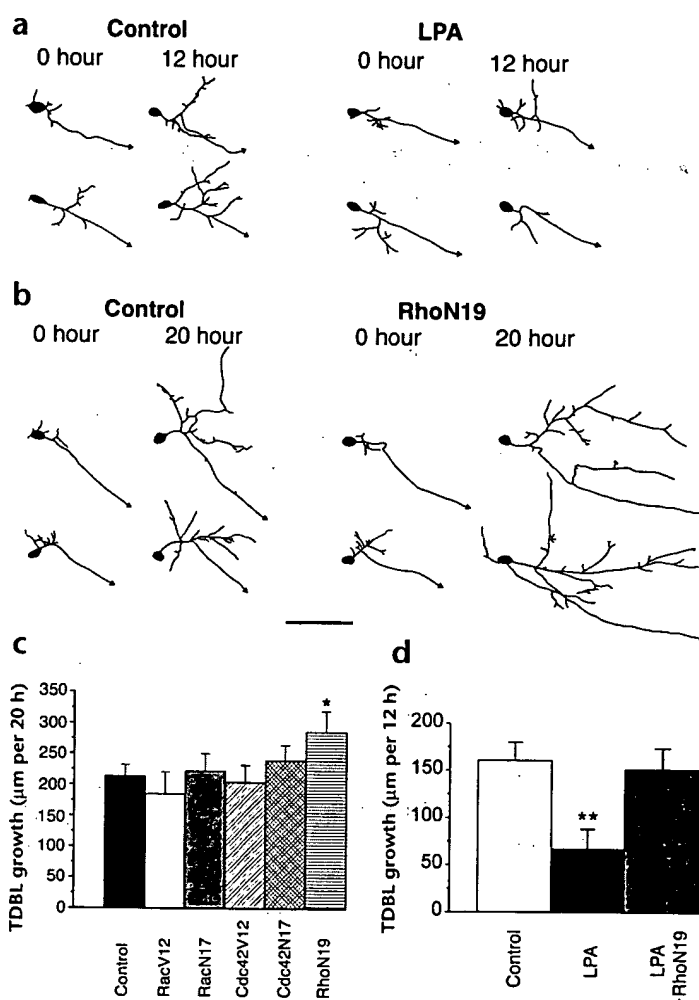 a
Control LPA
0 hour 12 hour 0 hour 12 hour
b
Control RhoN19
0 hour 20 hour 0 hour 20 hour
c
TDBL growth (µm per 20 h)
350
300
250
200
150
100
50
0
*
Control
RacV12
RacN17
Cdc42V12
Cdc42N17
RhoN19
d
TDBL growth (µm per 12 h)
200
150
100
50
0
**
Control
LPA
LPA
RhoN19